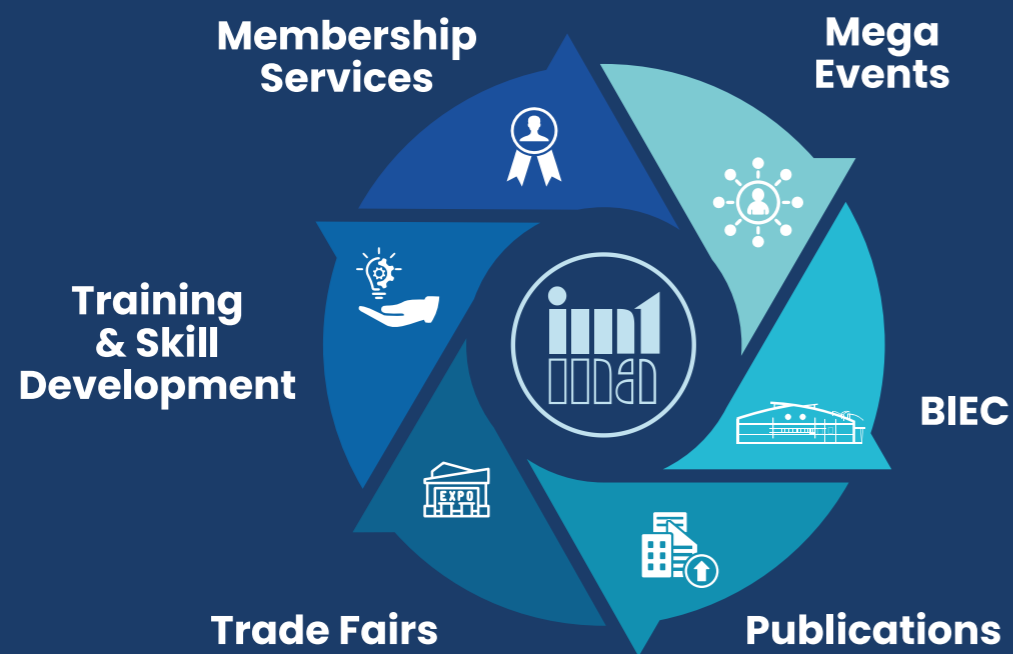 Membership
Services
Mega
Events
Training
& Skill
Development
BIEC
EXPO
Trade Fairs
Publications